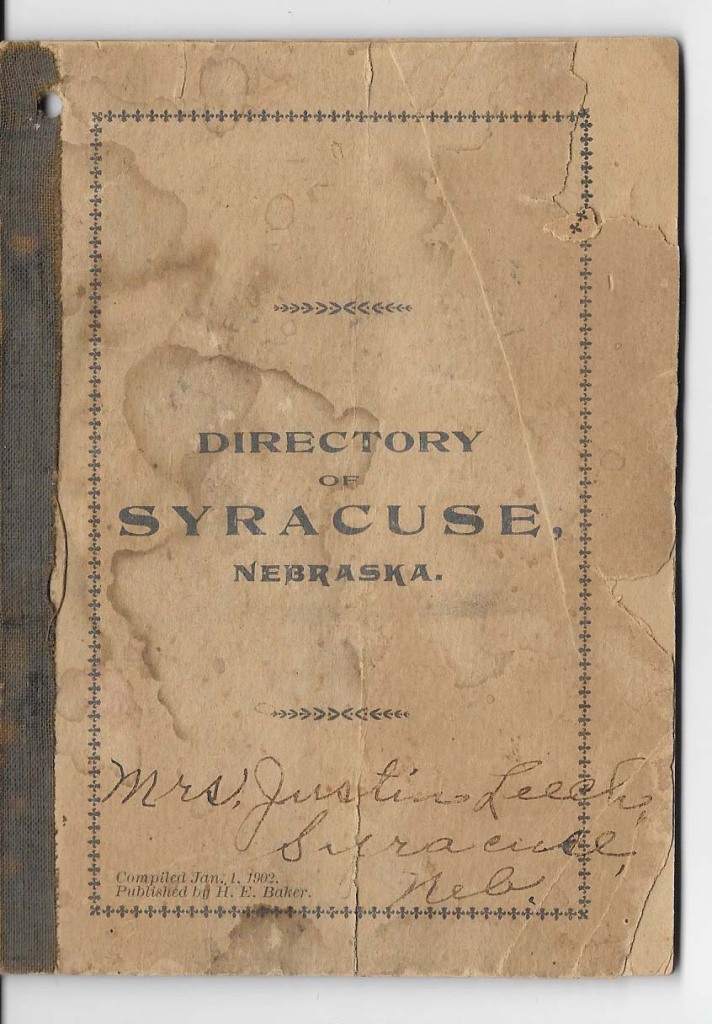 DIRECTORY
OF
SYRACUSE,
NEBRASKA.
Mrs. Justin Leech,
Syracuse,
Neb.
Compiled Jan. 1, 1902.
Published by H. E. Baker.